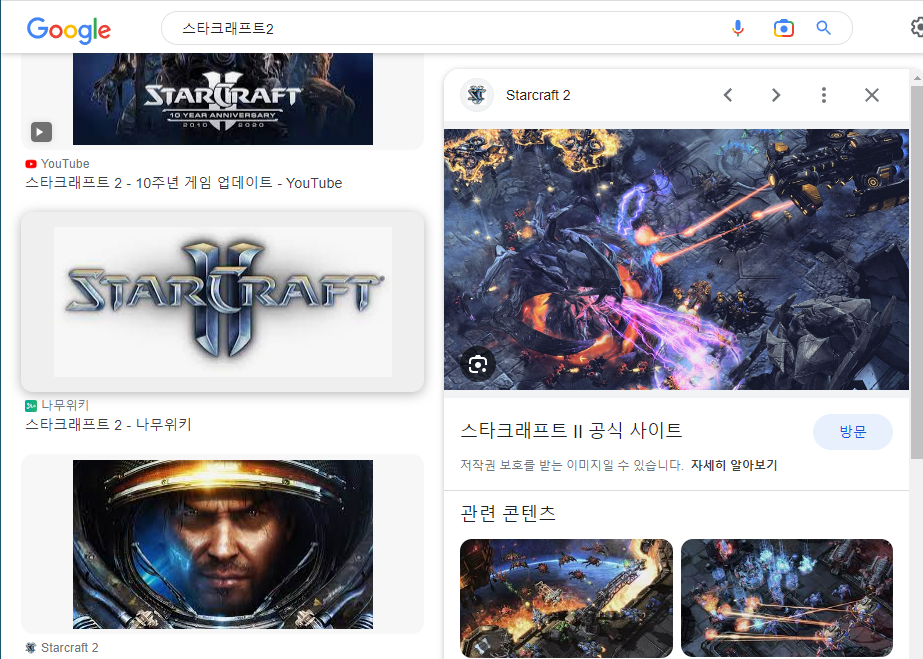 Google
스타크래프트2
STARCRAFT
II
10 YEAR ANNIVERSARY
2010 2020
YouTube
스타크래프트 2 - 10주년 게임 업데이트 - YouTube
STARCRAFT
II
나무위키
스타크래프트 2 - 나무위키
Starcraft 2
Starcraft 2
스타크래프트 II 공식 사이트
방문
저작권 보호를 받는 이미지일 수 있습니다. 자세히 알아보기
관련 콘텐츠